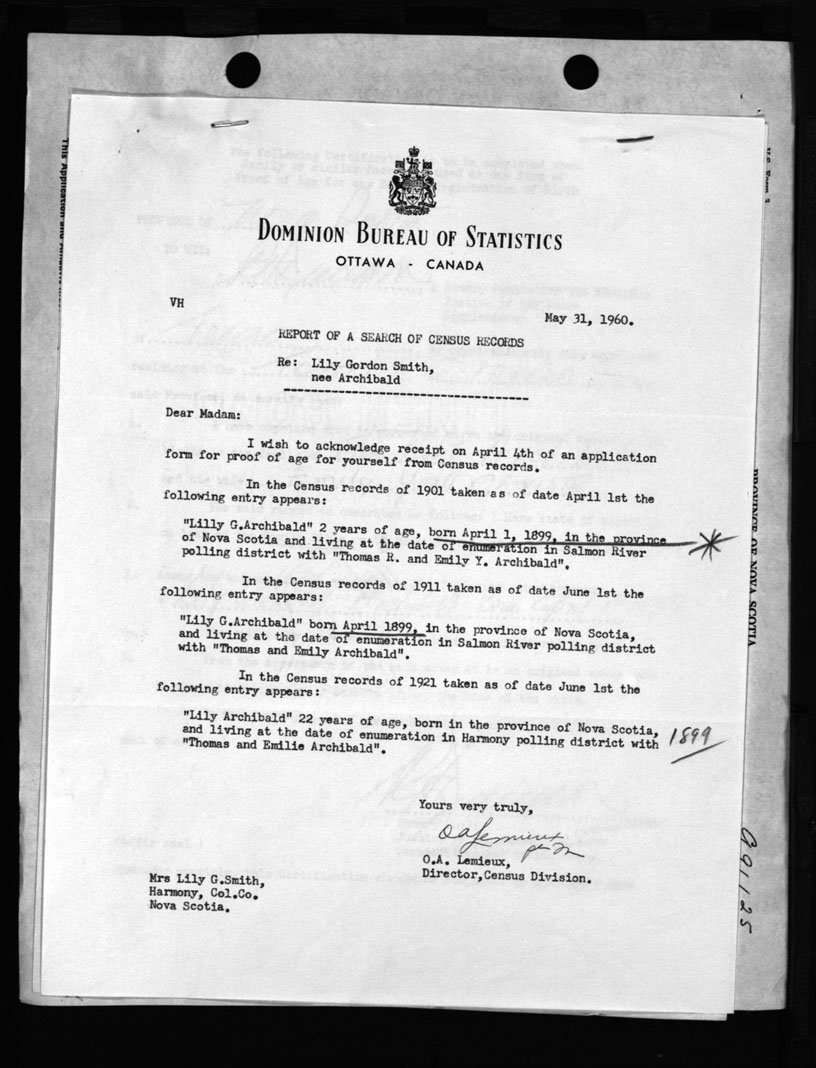 DOMINION BUREAU OF STATISTICS
OTTAWA - CANADA
VH
May 31, 1960.
REPORT OF A SEARCH OF CENSUS RECORDS
Re: Lily Gordon Smith,
nee Archibald
Dear Madam:
I wish to acknowledge receipt on April 4th of an application
form for proof of age for yourself from Census records.
In the Census records of 1901 taken as of date April 1st the
following entry appears:
"Lilly G.Archibald" 2 years of age, born April 1, 1899, in the province
of Nova Scotia and living at the date of enumeration in Salmon River
polling district with "Thomas R. and Emily Y. Archibald".
In the Census records of 1911 taken as of date June 1st the
following entry appears:
"Lily G.Archibald" born April 1899, in the province of Nova Scotia,
and living at the date of enumeration in Salmon River polling district
with "Thomas and Emily Archibald".
In the Census records of 1921 taken as of date June 1st the
following entry appears:
"Lily Archibald" 22 years of age, born in the province of Nova Scotia,
and living at the date of enumeration in Harmony polling district with
"Thomas and Emilie Archibald".
1899
Yours very truly,
O A Lemieux
O.A. Lemieux,
Director,Census Division.
Mrs Lily G.Smith,
Harmony, Col.Co.
Nova Scotia.
This Application and
PROVINCE OF NOVA SCOTIA
991125